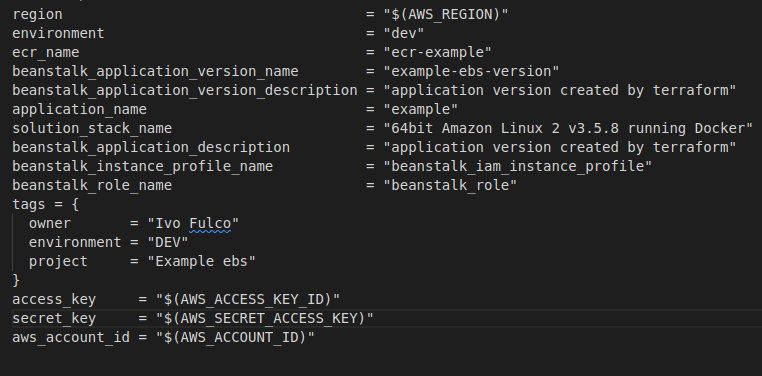 region                                     = "$(AWS_REGION)"
environment                                = "dev"
ecr_name                                   = "ecr-example"
beanstalk_application_version_name         = "example-ebs-version"
beanstalk_application_version_description = "application version created by terraform"
application_name                           = "example"
solution_stack_name                        = "64bit Amazon Linux 2 v3.5.8 running Docker"
beanstalk_application_description          = "application version created by terraform"
beanstalk_instance_profile_name            = "beanstalk_iam_instance_profile"
beanstalk_role_name                        = "beanstalk_role"
tags = {
  owner       = "Ivo Fulco"
  environment = "DEV"
  project     = "Example ebs"
}
access_key     = "$(AWS_ACCESS_KEY_ID)"
secret_key     = "$(AWS_SECRET_ACCESS_KEY)"
aws_account_id = "$(AWS_ACCOUNT_ID)"